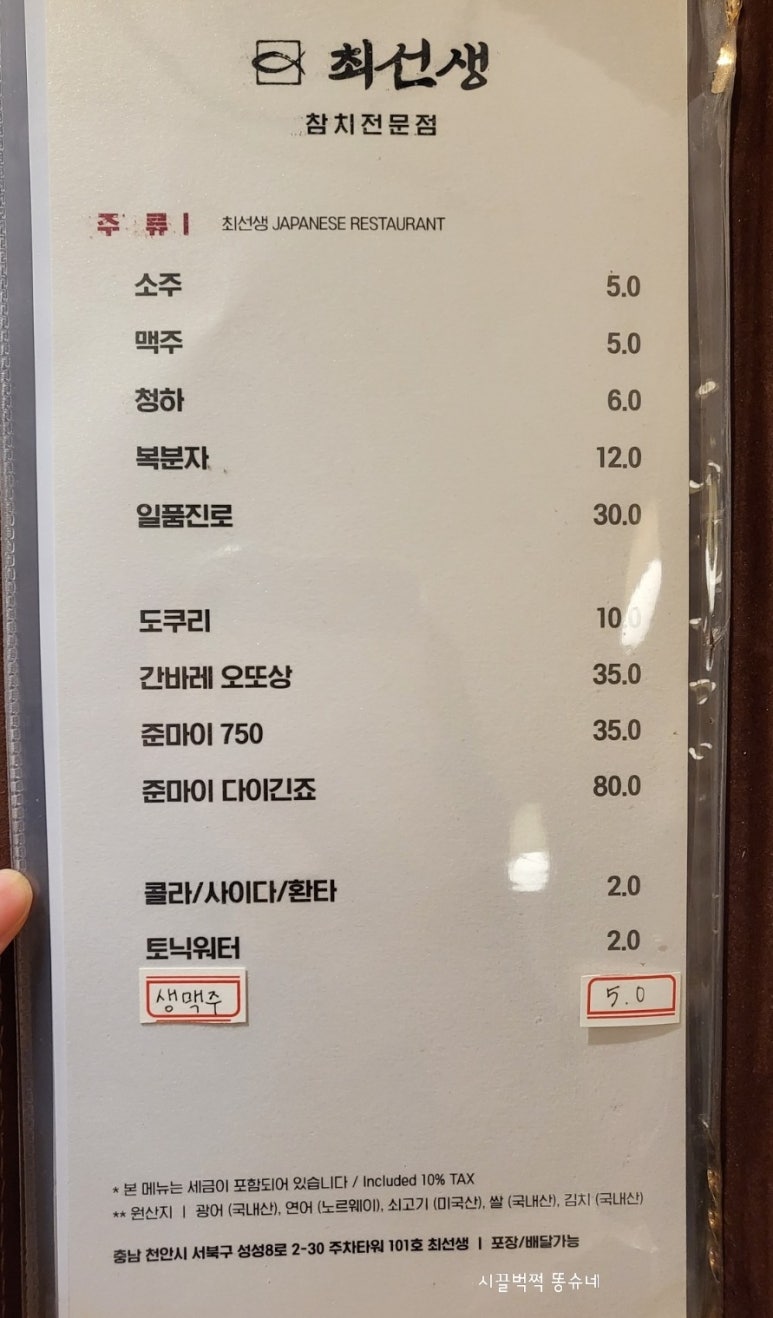 최선생
참치전문점
주 류 | 최선생 JAPANESE RESTAURANT
소주 5.0
맥주 5.0
청하 6.0
복분자 12.0
일품진로 30.0
도쿠리 10.0
간바레 오또상 35.0
준마이 750 35.0
준마이 다이긴죠 80.0
콜라/사이다/환타 2.0
토닉워터 2.0
생맥주 5.0
* 본 메뉴는 세금이 포함되어 있습니다 / Included 10% TAX
** 원산지 | 광어 (국내산), 연어 (노르웨이), 쇠고기 (미국산), 쌀 (국내산), 김치 (국내산)
충남 천안시 서북구 성성8로 2-30 주차타워 101호 최선생 | 포장/배달가능
시끌벅쩍 똥슈네